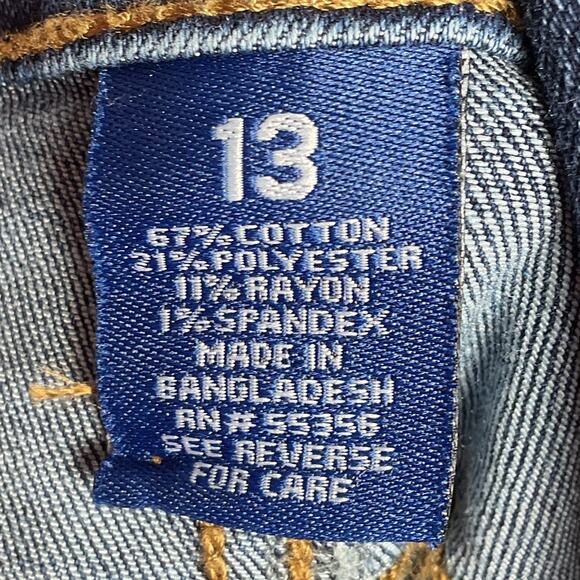 13
67% COTTON
21% POLYESTER
11% RAYON
1% SPANDEX
MADE IN
BANGLADESH
RN# 55356
SEE REVERSE
FOR CARE